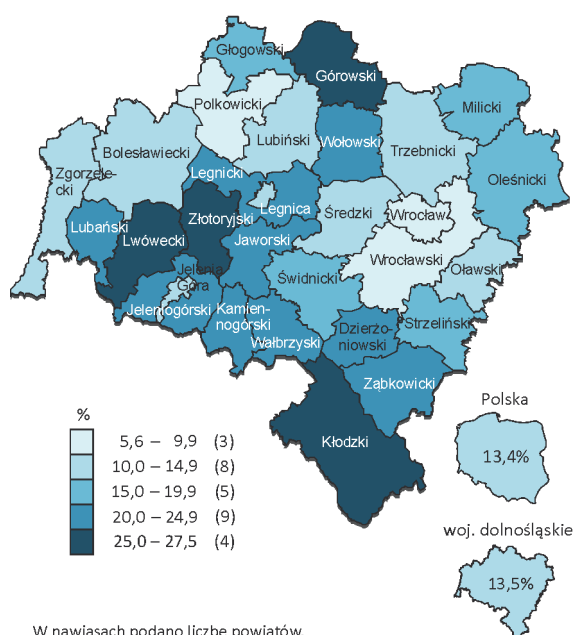 Głogowski
Górowski
Polkowicki
Milicki
Lubiński
Wołowski
Trzebnicki
Bolesławiecki
Zgorzele-
cki
Legnicki
Oleśnicki
Legnica
Średzki
Wrocław
Złotoryjski
Lubański
Lwówecki
Jaworski
Wrocławski
Jelenia
Góra
Świdnicki
Oławski
Jeleniogórski
Kamien-
nogórski
Wałbrzyski
Dzierżo-
niowski
Strzeliński
Ząbkowicki
Kłodzki
Polska
13,4%
woj. dolnośląskie
13,5%
%
5,6 – 9,9 (3)
10,0 – 14,9 (8)
15,0 – 19,9 (5)
20,0 – 24,9 (9)
25,0 – 27,5 (4)
W nawiasach podano liczbę powiatów.